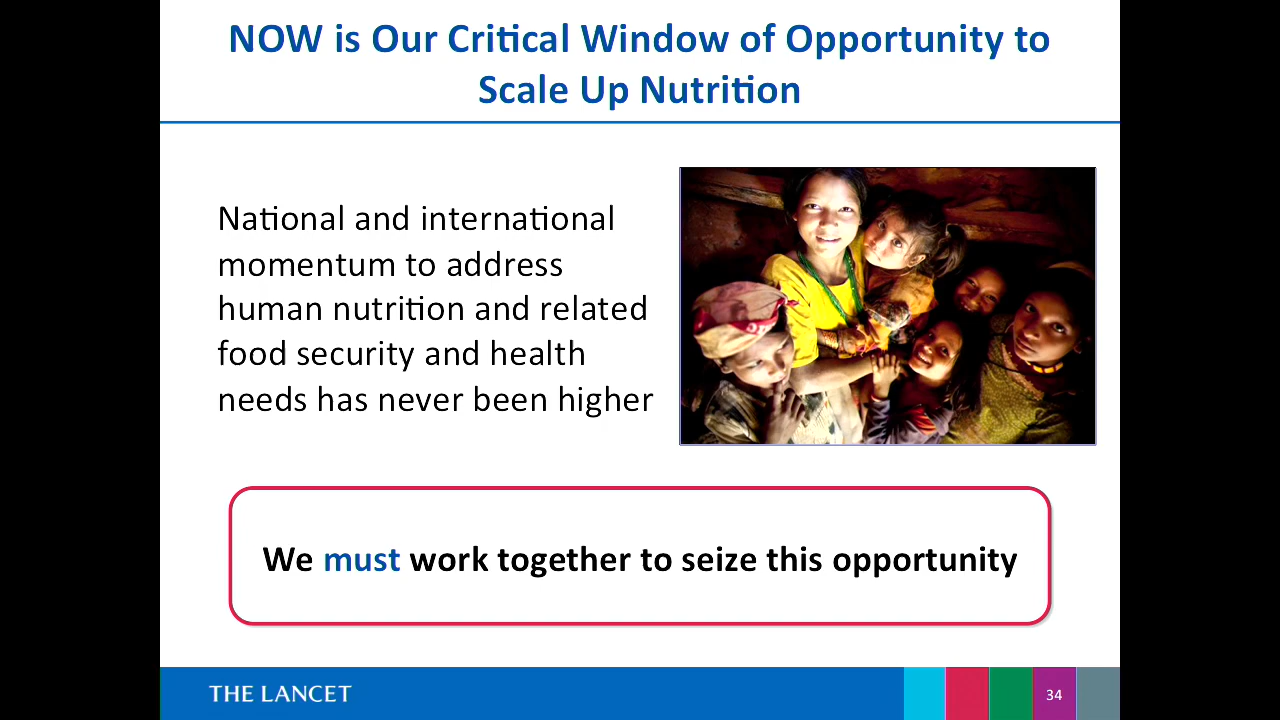 NOW is Our Critical Window of Opportunity to
Scale Up Nutrition
National and international
momentum to address
human nutrition and related
food security and health
needs has never been higher
We must work together to seize this opportunity
THE LANCET
34